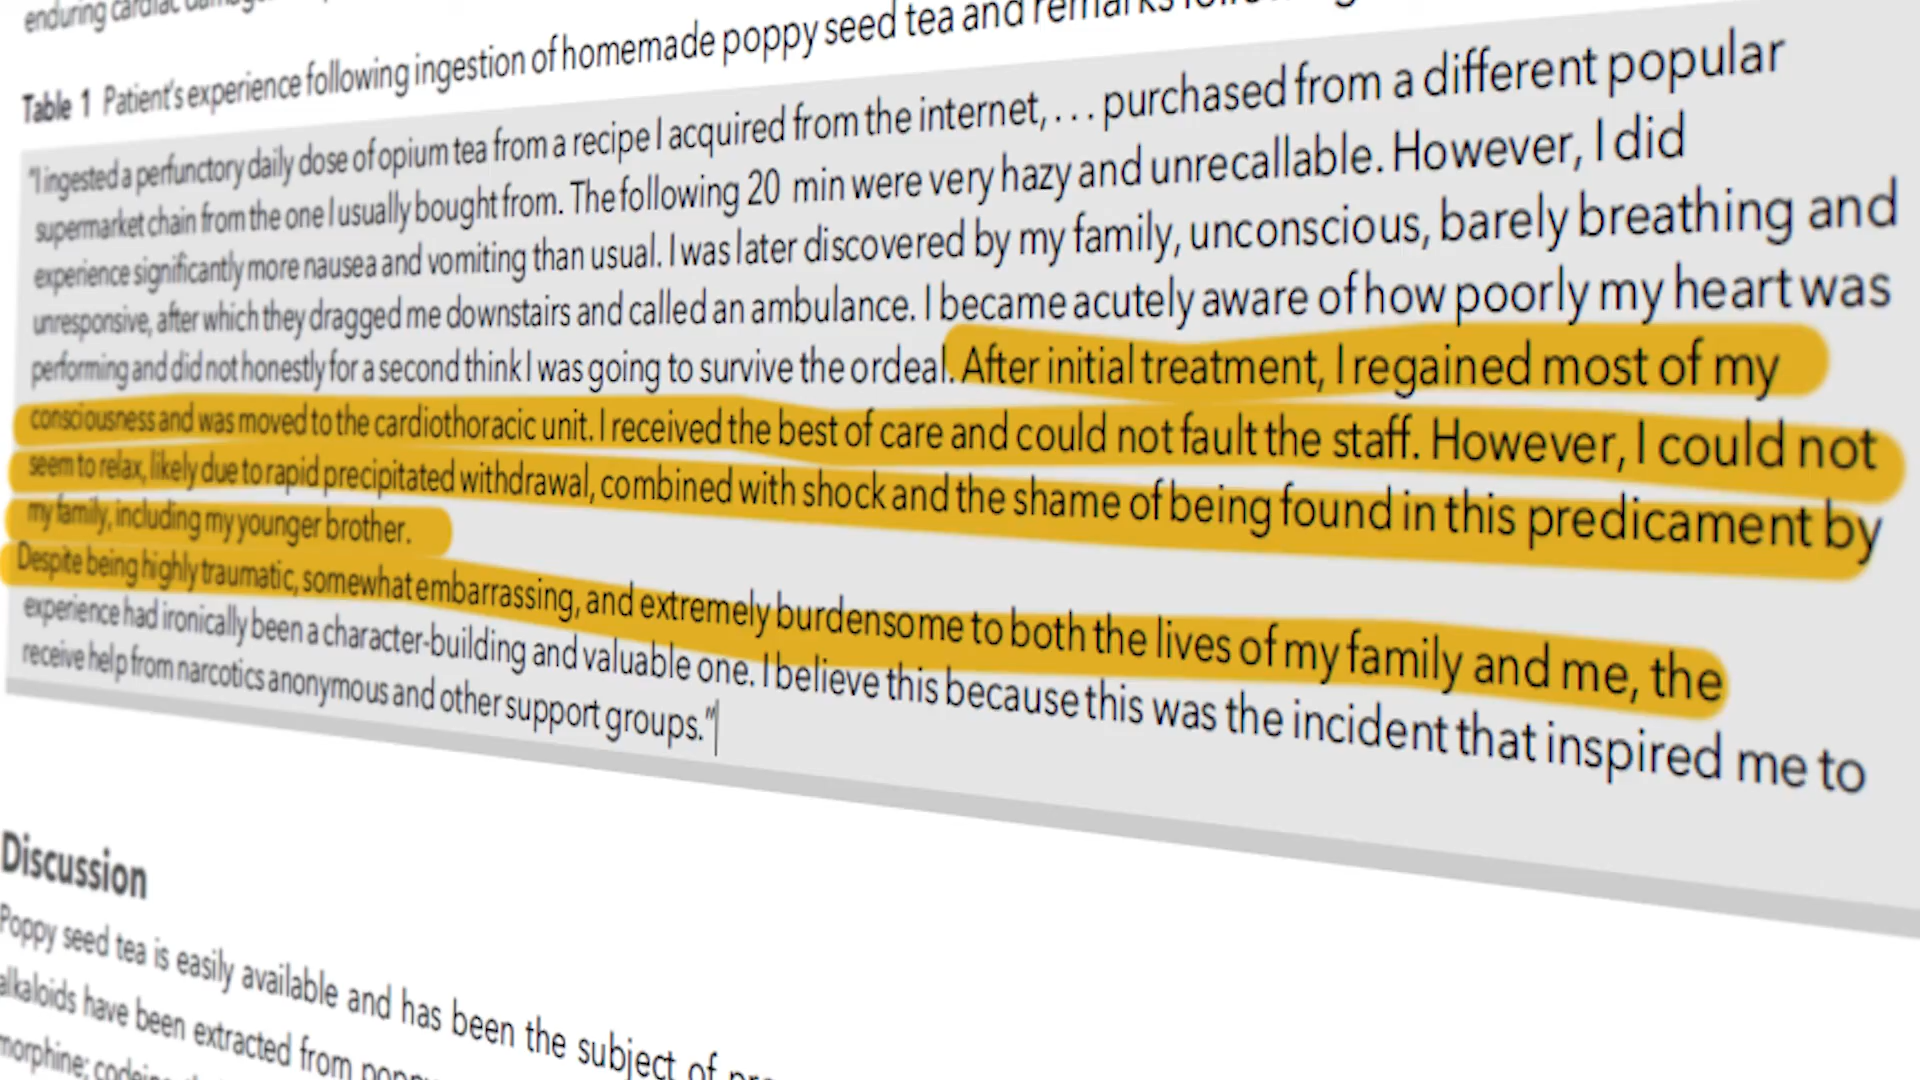 enduring cardiac
Table 1 Patient's experience following ingestion of homemade poppy seed tea and remarks
"I ingested a perfunctory daily dose of opium tea from a recipe I acquired from the internet, . . . purchased from a different popular
supermarket chain from the one I usually bought from. The following 20 min were very hazy and unrecallable. However, I did
experience significantly more nausea and vomiting than usual. I was later discovered by my family, unconscious, barely breathing and
unresponsive, after which they dragged me downstairs and called an ambulance. I became acutely aware of how poorly my heart was
performing and did not honestly for a second think I was going to survive the ordeal. After initial treatment, I regained most of my
consciousness and was moved to the cardiothoracic unit. I received the best of care and could not fault the staff. However, I could not
seem to relax, likely due to rapid precipitated withdrawal, combined with shock and the shame of being found in this predicament by
my family, including my younger brother.
Despite being highly traumatic, somewhat embarrassing, and extremely burdensome to both the lives of my family and me, the
experience had ironically been a character-building and valuable one. I believe this because this was the incident that inspired me to
receive help from narcotics anonymous and other support groups."
Discussion
Poppy seed tea is easily available and has been the subject of
alkaloids have been extracted from
morphine;